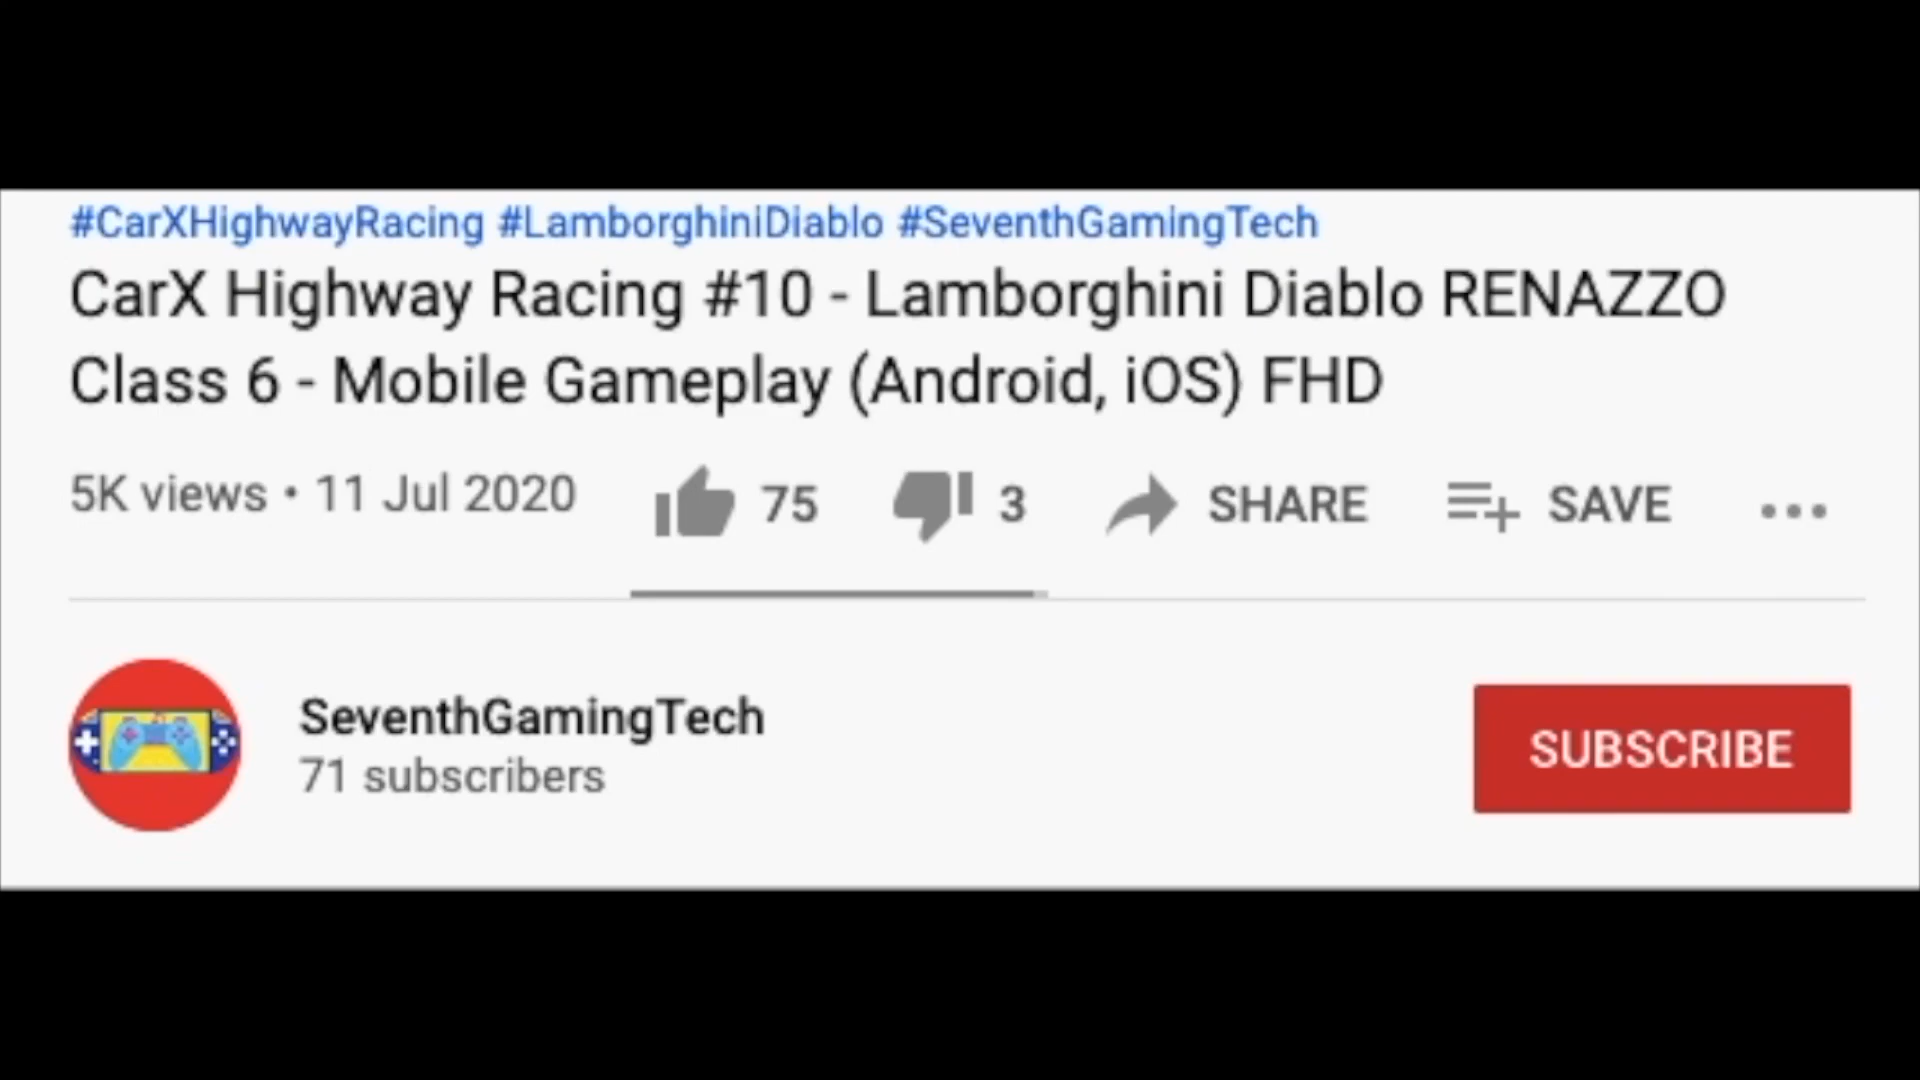 #CarXHighwayRacing #LamborghiniDiablo #SeventhGamingTech
CarX Highway Racing #10 - Lamborghini Diablo RENAZZO
Class 6 - Mobile Gameplay (Android, iOS) FHD
5K views • 11 Jul 2020 75 3 SHARE SAVE
SeventhGamingTech
71 subscribers
SUBSCRIBE